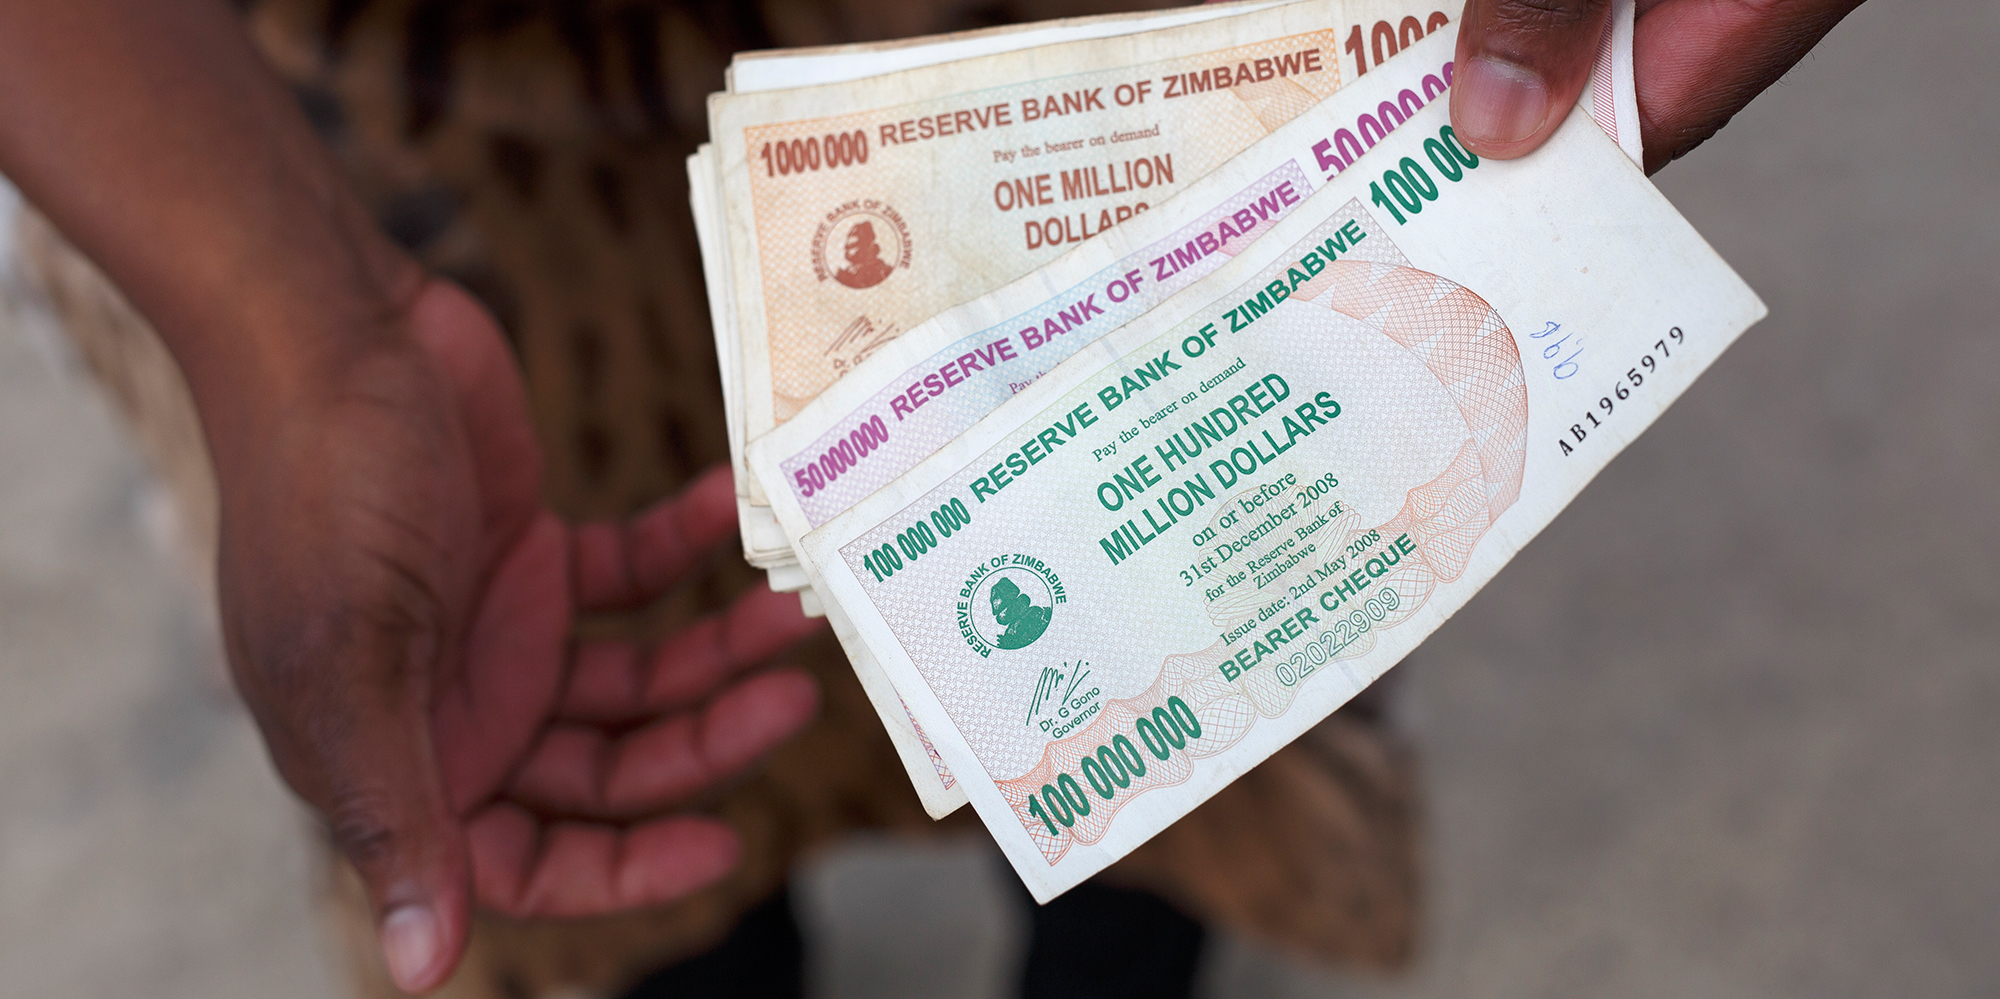 1000
1000 000 RESERVE BANK OF ZIMBABWE
Pay the bearer on demand
ONE MILLION
DOLLARS
RESERVE BANK OF ZIMBABWE
50000000 RESERVE BANK OF ZIMBABWE
Pay
100 000 000 RESERVE BANK OF ZIMBABWE
Pay the bearer on demand
ONE HUNDRED
MILLION DOLLARS
on or before
31st December 2008
for the Reserve Bank of
Zimbabwe
Issue date: 2nd May 2008
BEARER CHEQUE
02022909
RESERVE BANK OF ZIMBABWE
Dr. G Gono
Governor
100 000 000
AB1965979